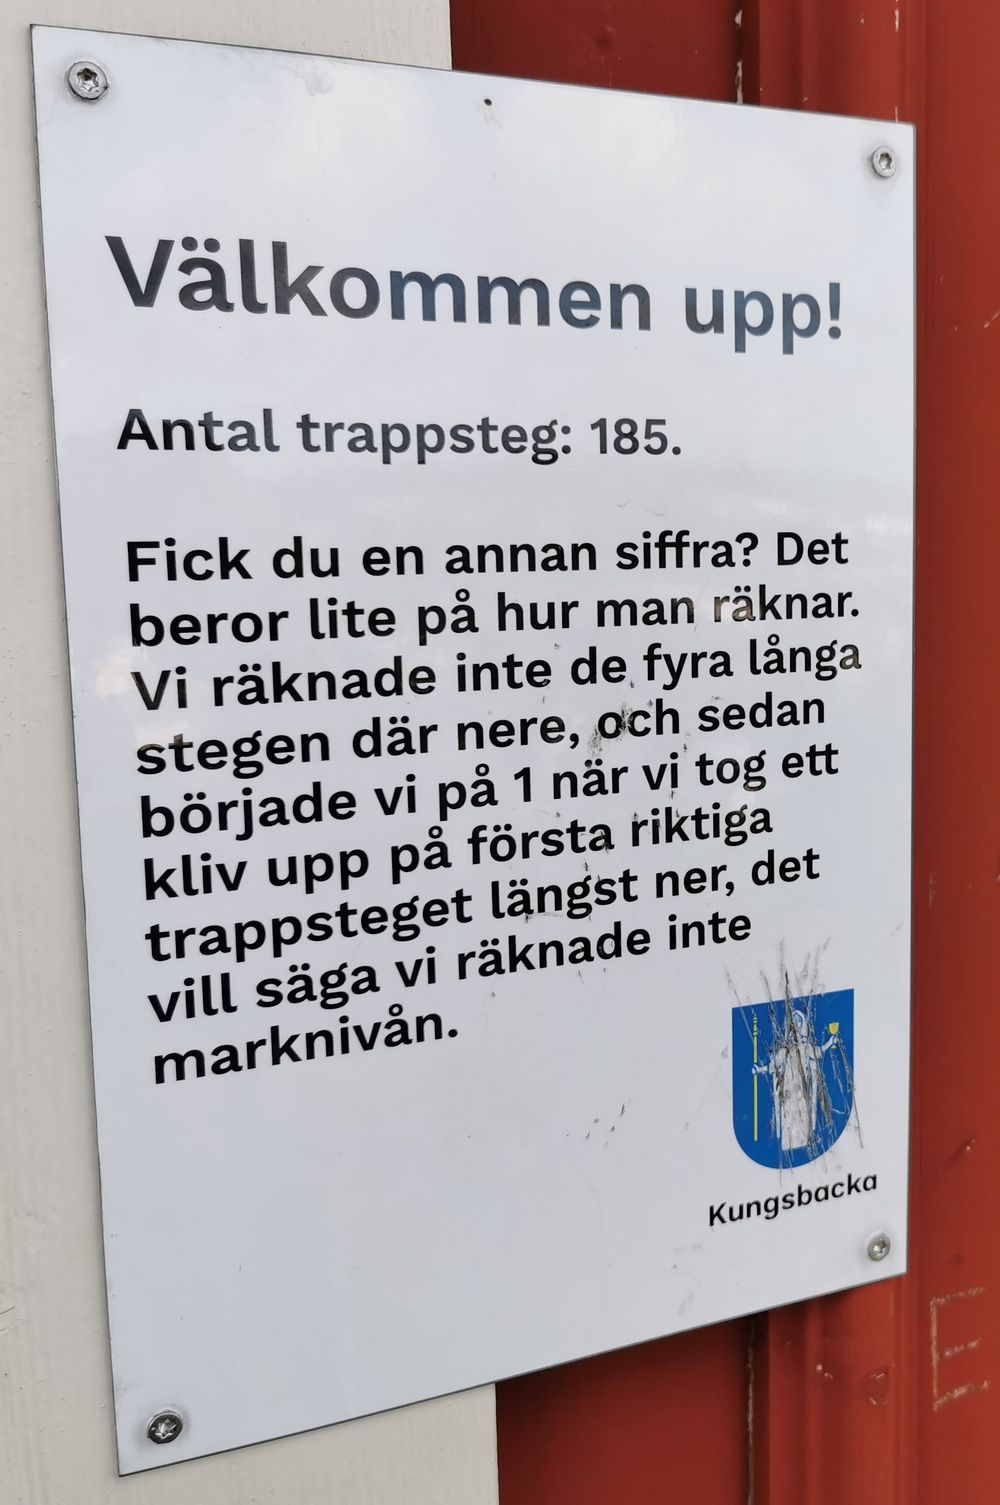 Välkommen upp!
Antal trappsteg: 185.
Fick du en annan siffra? Det
beror lite på hur man räknar.
Vi räknade inte de fyra långa
stegen där nere, och sedan
började vi på 1 när vi tog ett
kliv upp på första riktiga
trappsteget längst ner, det
vill säga vi räknade inte
marknivån.
Kungsbacka
E